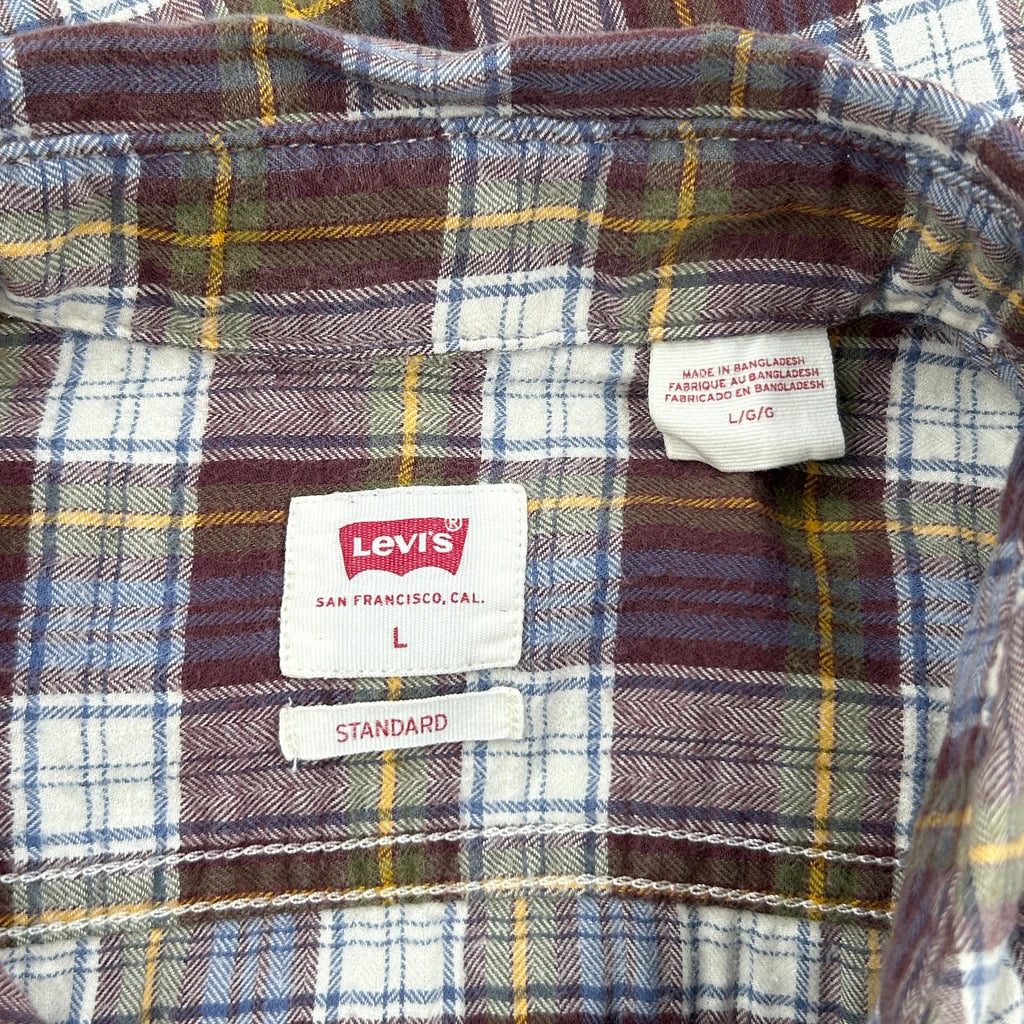 MADE IN BANGLADESH
FABRIQUE AU BANGLADESH
FABRICADO EN BANGLADESH
L/G/G
LEVI'S®
SAN FRANCISCO, CAL.
L
STANDARD